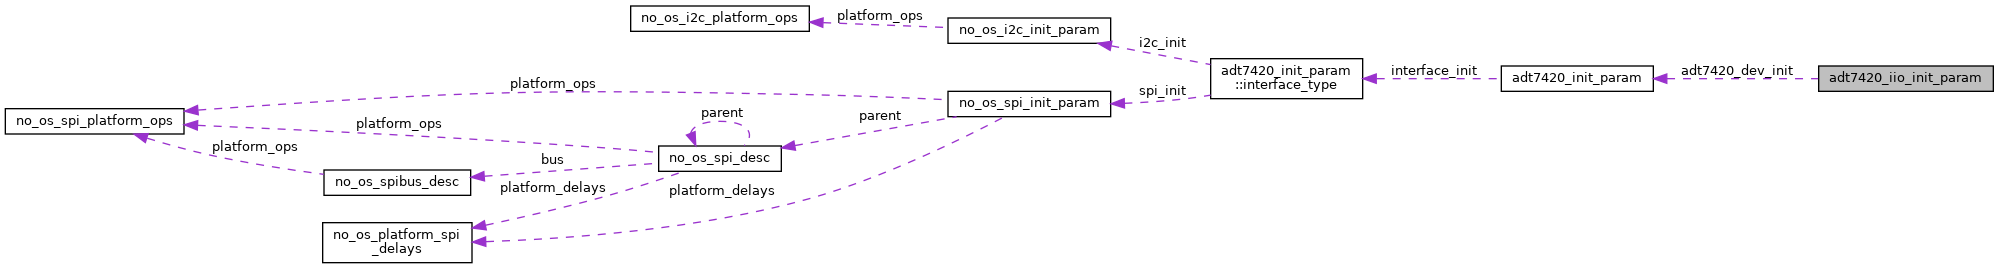 no_os_i2c_platform_ops
platform_ops
no_os_i2c_init_param
i2c_init
adt7420_init_param
::interface_type
interface_init
adt7420_init_param
adt7420_dev_init
adt7420_iio_init_param
platform_ops
no_os_spi_init_param
spi_init
no_os_spi_platform_ops
platform_ops
parent
parent
no_os_spi_desc
platform_ops
bus
no_os_spibus_desc
platform_delays
platform_delays
no_os_platform_spi
_delays